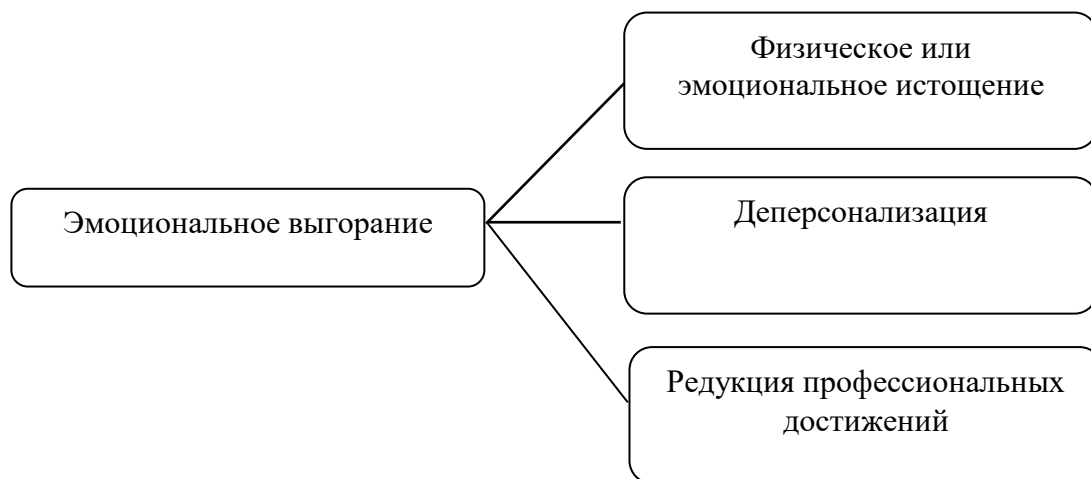 Физическое или
эмоциональное истощение
Эмоциональное выгорание
Деперсонализация
Редукция профессиональных
достижений